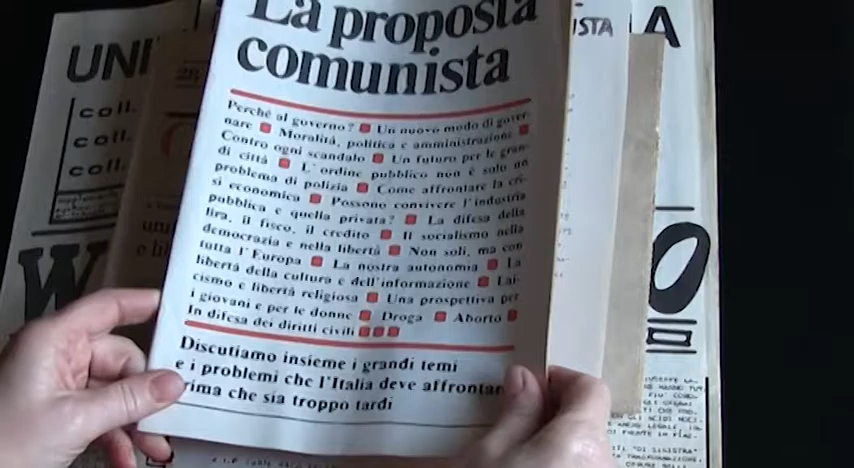 La proposta
comunista
Perché al governo? Un nuovo modo di gover-
nare Moralità, politica e amministrazione
Contro ogni scandalo Un futuro per le gran-
di città L'ordine pubblico non è solo un
problema di polizia Come affrontare la cri-
si economica Possono convivere l'industria
pubblica e quella privata? La difesa della
lira, il fisco, il credito Il socialismo nella
democrazia e nella libertà Non soli, ma con
tutta l'Europa La nostra autonomia La
libertà della cultura e dell'informazione Lai-
cismo e libertà religiosa Una prospettiva per
i giovani e per le donne Droga Aborto
In difesa dei diritti civili
Discutiamo insieme i grandi temi
e i problemi che l'Italia deve affrontar
rima che sia troppo tardi
UNI
coll.
coll.
coll.
W
ISTA
A
O